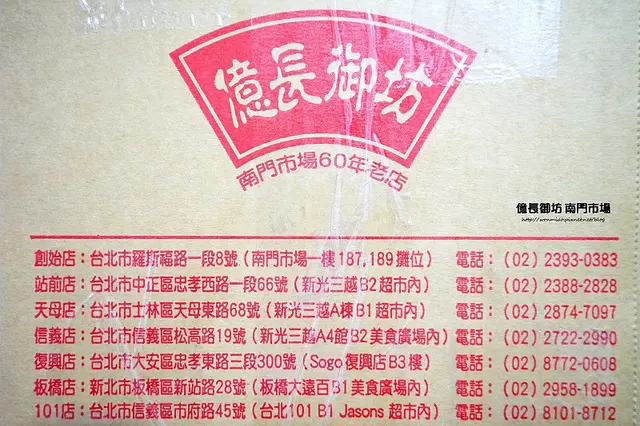 億長御坊
南門市場60年老店
億長御坊 南門市場
創始店：台北市羅斯福路一段8號（南門市場一樓187,189攤位） 電話：（02）2393-0383
站前店：台北市中正區忠孝西路一段66號（新光三越B2超市內） 電話：（02）2388-2828
天母店：台北市士林區天母東路68號（新光三越A棟B1超市內） 電話：（02）2874-7097
信義店：台北市信義區松高路19號（新光三越A4館B2美食廣場內） 電話：（02）2722-2990
復興店：台北市大安區忠孝東路三段300號（Sogo復興店B3樓） 電話：（02）8772-0608
板橋店：新北市板橋區新站路28號（板橋大遠百B1美食廣場內） 電話：（02）2958-1899
101店：台北市信義區市府路45號（台北101 B1 Jasons超市內） 電話：（02）8101-8712